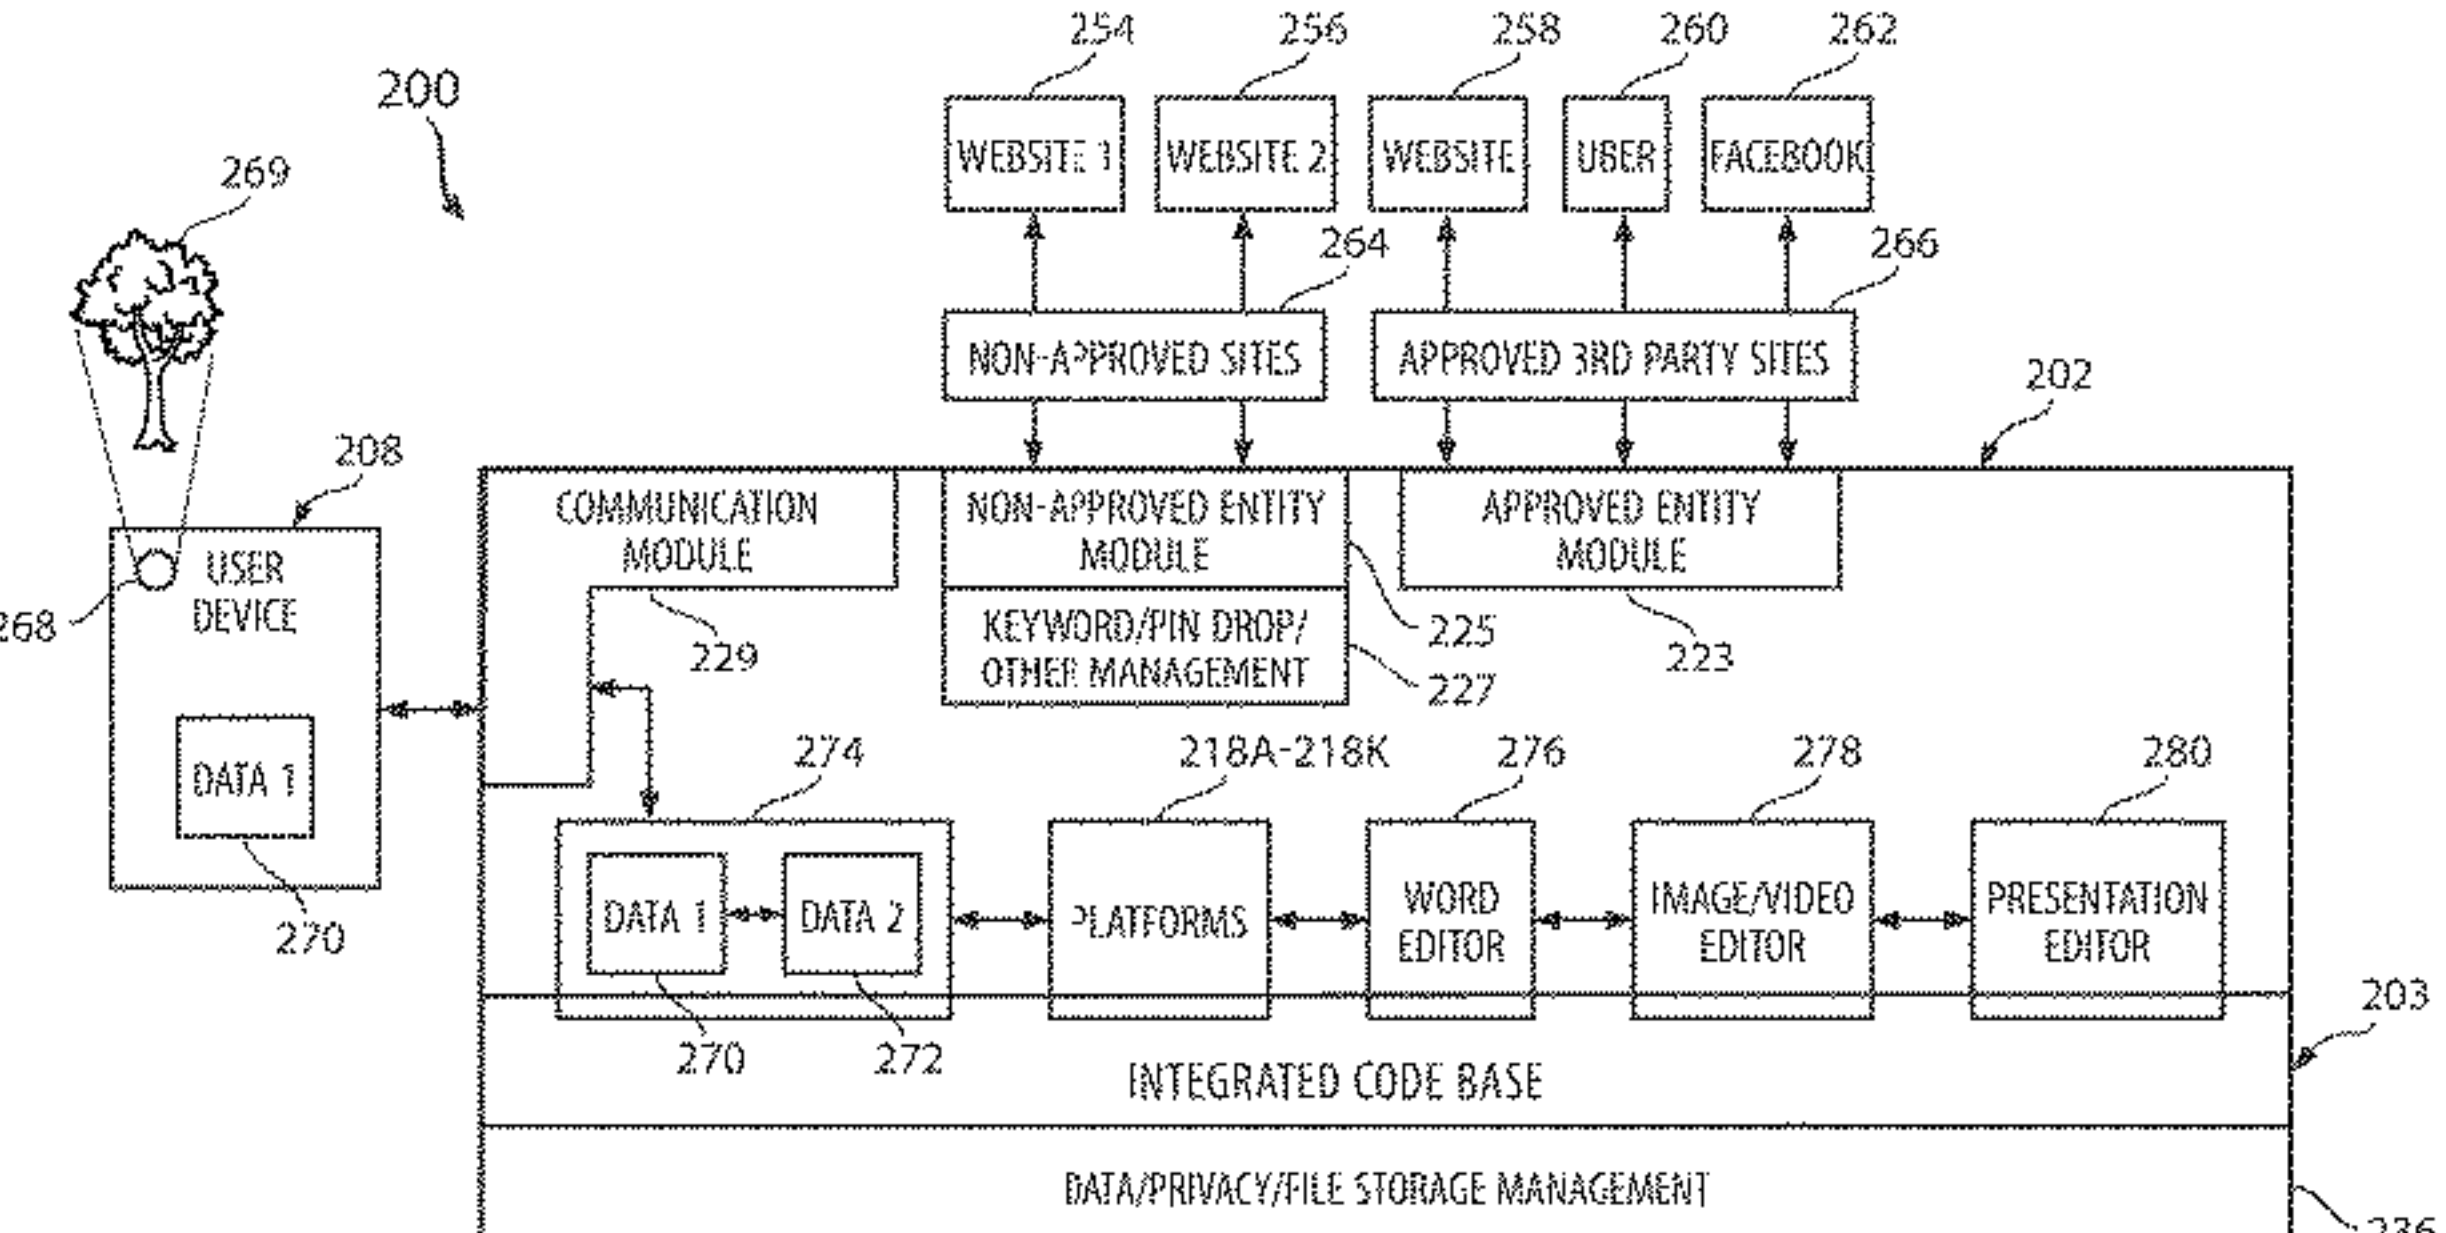 254
256
258
260
262
200
WEBSITE 1
WEBSITE 2
WEBSITE
UBER
FACEBOOK
269
264
266
NON-APPROVED SITES
APPROVED 3RD PARTY SITES
202
208
COMMUNICATION
MODULE
NON-APPROVED ENTITY
MODULE
APPROVED ENTITY
MODULE
USER
DEVICE
268
229
KEYWORD/PIN DROP/
OTHER MANAGEMENT
225
223
227
DATA 1
274
218A-218K
276
278
280
270
DATA 1
DATA 2
PLATFORMS
WORD
EDITOR
IMAGE/VIDEO
EDITOR
PRESENTATION
EDITOR
203
270
272
INTEGRATED CODE BASE
DATA/PRIVACY/FILE STORAGE MANAGEMENT